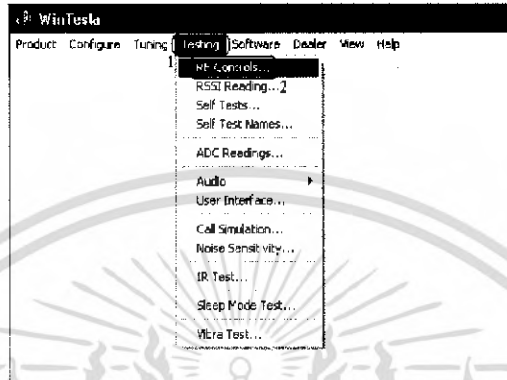 WinTesla
Product Configure Tuning Testing Software Dealer View Help
1
RF Controls...
RSSI Reading...2
Self Tests...
Self Test Names...
ADC Readings...
Audio
User Interface...
Call Simulation...
Noise Sensitivity...
IR Test...
Sleep Mode Test...
Vibra Test...